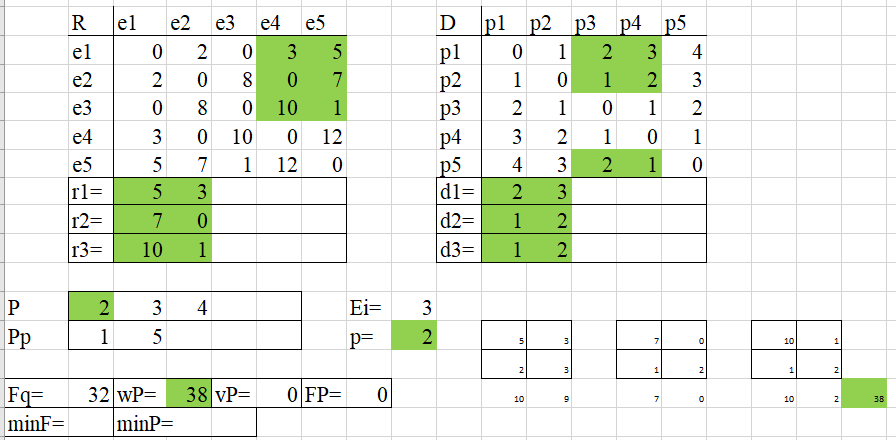 R e1 e2 e3 e4 e5 D p1 p2 p3 p4 p5
e1 0 2 0 3 5 p1 0 1 2 3 4
e2 2 0 8 0 7 p2 1 0 1 2 3
e3 0 8 0 10 1 p3 2 1 0 1 2
e4 3 0 10 0 12 p4 3 2 1 0 1
e5 5 7 1 12 0 p5 4 3 2 1 0
r1= 5 3 d1= 2 3
r2= 7 0 d2= 1 2
r3= 10 1 d3= 1 2
P 2 3 4 Ei= 3
Pp 1 5 p= 2 5 3 7 0 10 1
2 3 1 2 1 2
Fq= 32 wP= 38 vP= 0 FP= 0 10 9 7 0 10 2 38
minF= minP=